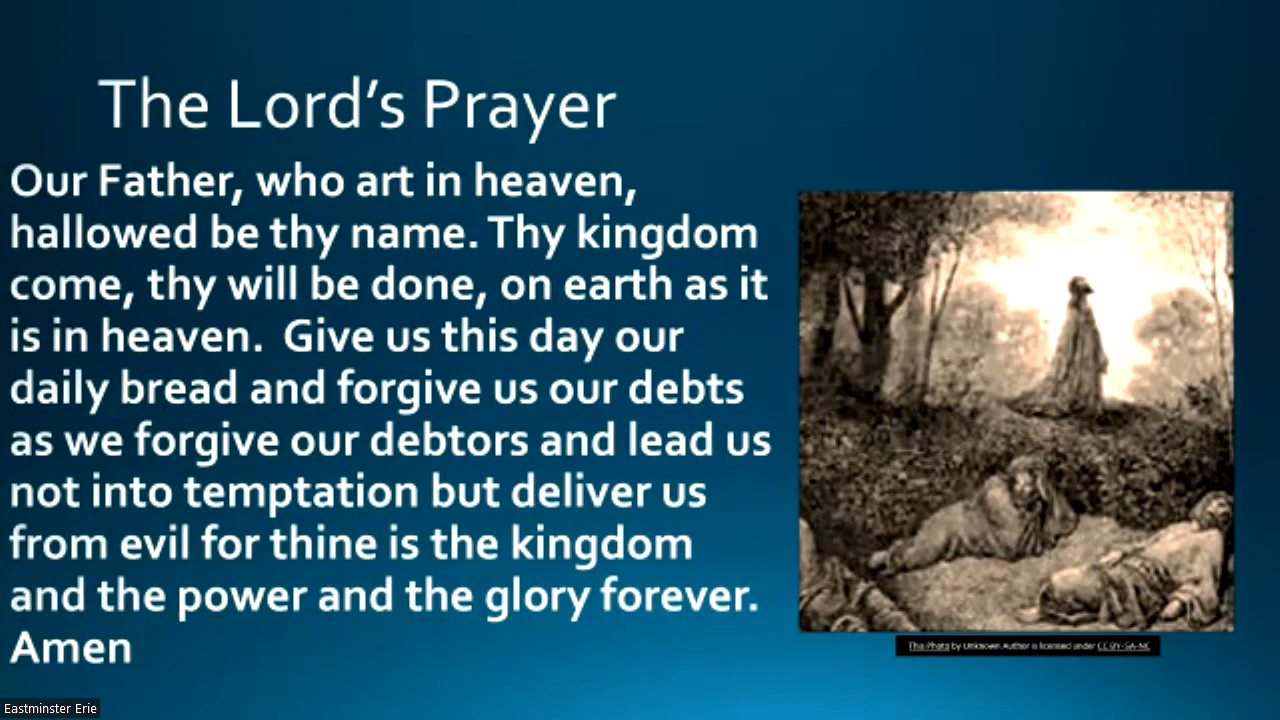 The Lord's Prayer
Our Father, who art in heaven,
hallowed be thy name. Thy kingdom
come, thy will be done, on earth as it
is in heaven.  Give us this day our
daily bread and forgive us our debts
as we forgive our debtors and lead us
not into temptation but deliver us
from evil for thine is the kingdom
and the power and the glory forever.
Amen
This Photo by Unknown Author is licensed under CC BY-SA-NC
Eastminster Erie